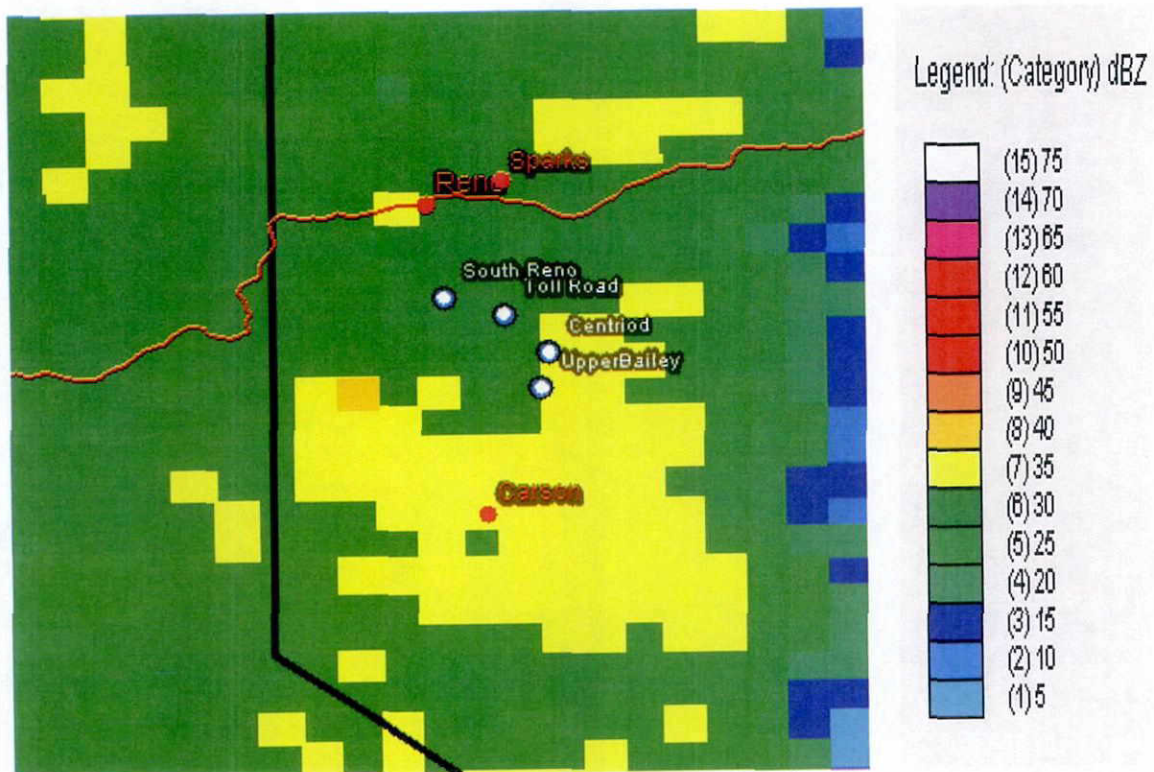 Legend: (Category) dBZ
Sparks
Reno
South Reno
Toll Road
Centriod
UpperBailey
Carson
(15) 75
(14) 70
(13) 65
(12) 60
(11) 55
(10) 50
(9) 45
(8) 40
(7) 35
(6) 30
(5) 25
(4) 20
(3) 15
(2) 10
(1) 5